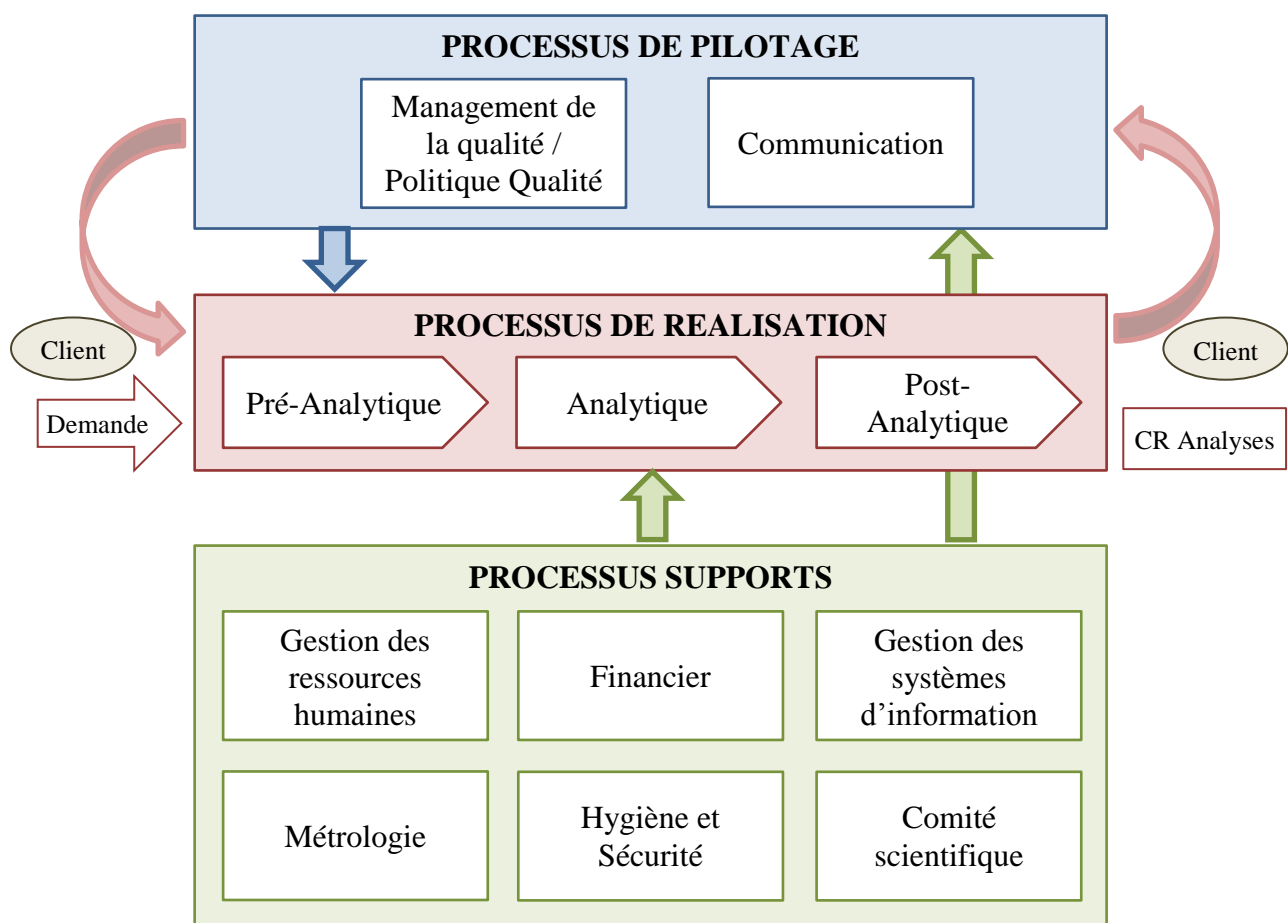 PROCESSUS DE PILOTAGE
Management de
la qualité /
Politique Qualité
Communication
PROCESSUS DE REALISATION
Client
Demande
Pré-Analytique
Analytique
Post-
Analytique
Client
CR Analyses
PROCESSUS SUPPORTS
Gestion des
ressources
humaines
Financier
Gestion des
systèmes
d’information
Métrologie
Hygiène et
Sécurité
Comité
scientifique